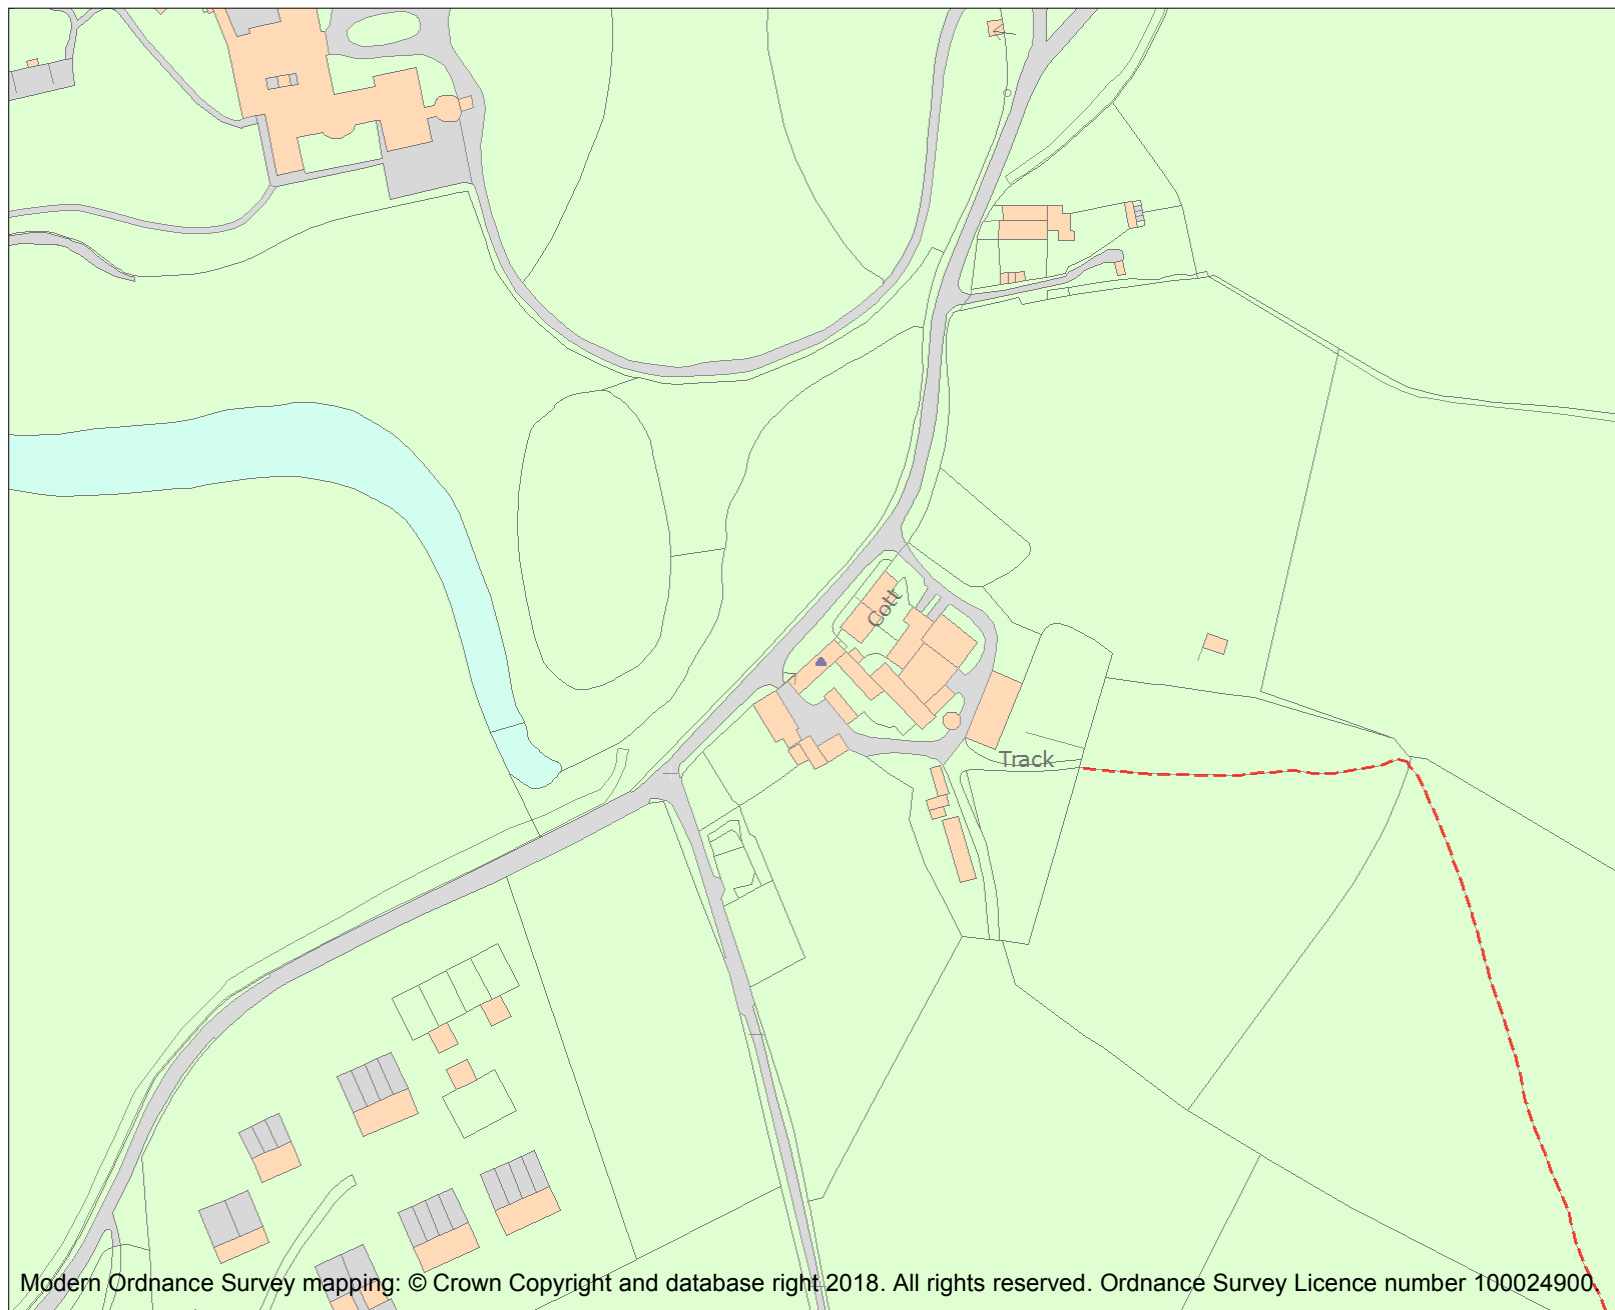 Cott
Track
Modern Ordnance Survey mapping: © Crown Copyright and database right 2018. All rights reserved. Ordnance Survey Licence number 100024900.